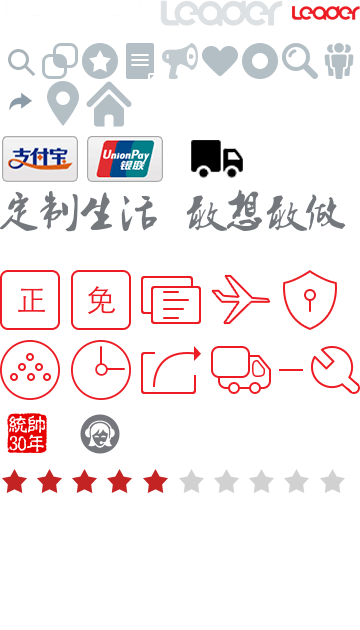 Leader Leader
支付宝 UnionPay 银联
定制生活 敢想敢做
正 免
統帥
30年